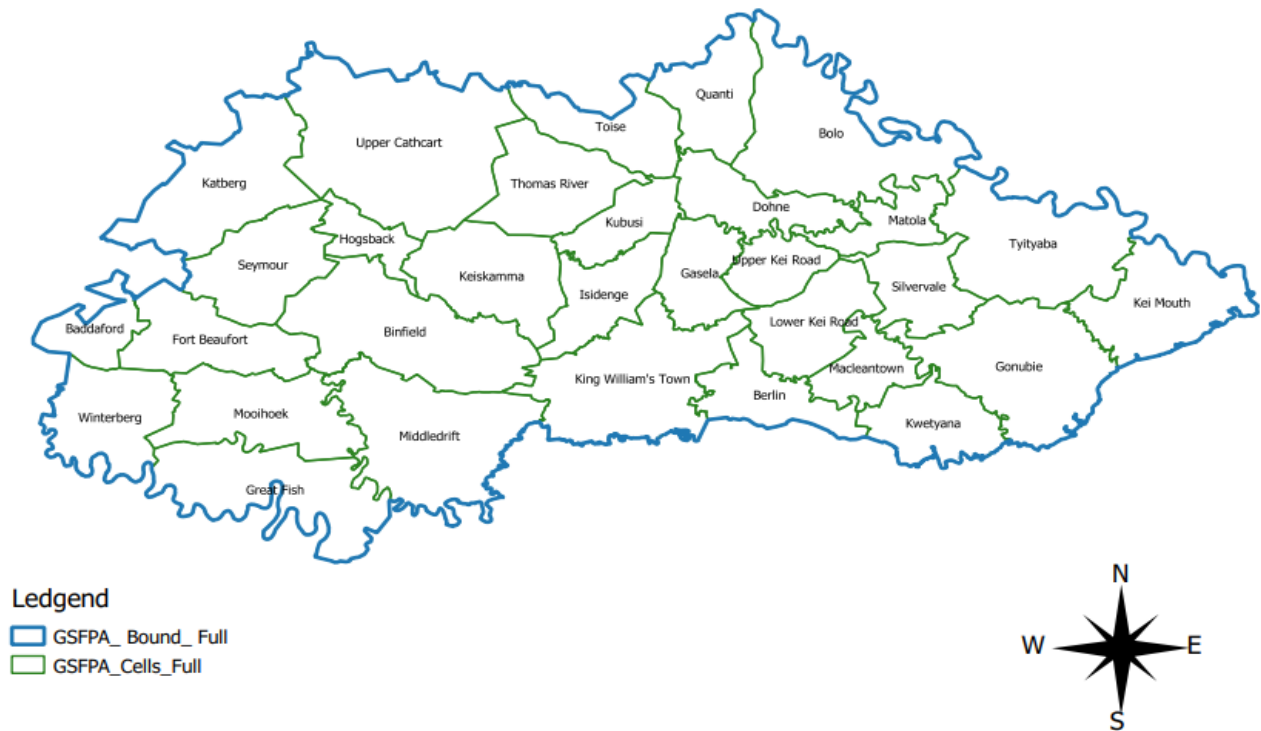 Quanti
Toise
Bolo
Upper Cathcart
Katberg
Thomas River
Dohne
Kubusi
Matola
Hogsback
Tyityaba
Seymour
Upper Kei Road
Keiskamma
Gasela
Silvervale
Isidenge
Kei Mouth
Baddaford
Lower Kei Road
Binfield
Fort Beaufort
Gonubie
Macleantown
King William's Town
Berlin
Mooihoek
Winterberg
Kwetyana
Middledrift
Great Fish
N
Ledgend
GSFPA_ Bound_ Full
W E
GSFPA_Cells_Full
S